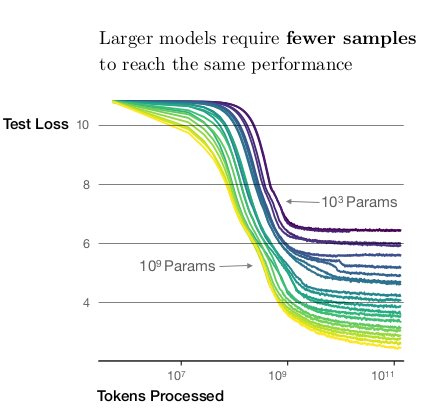 Larger models require fewer samples
to reach the same performance
Test Loss
10
8
6
4
10³ Params
10⁹ Params
10⁷
10⁹
10¹¹
Tokens Processed